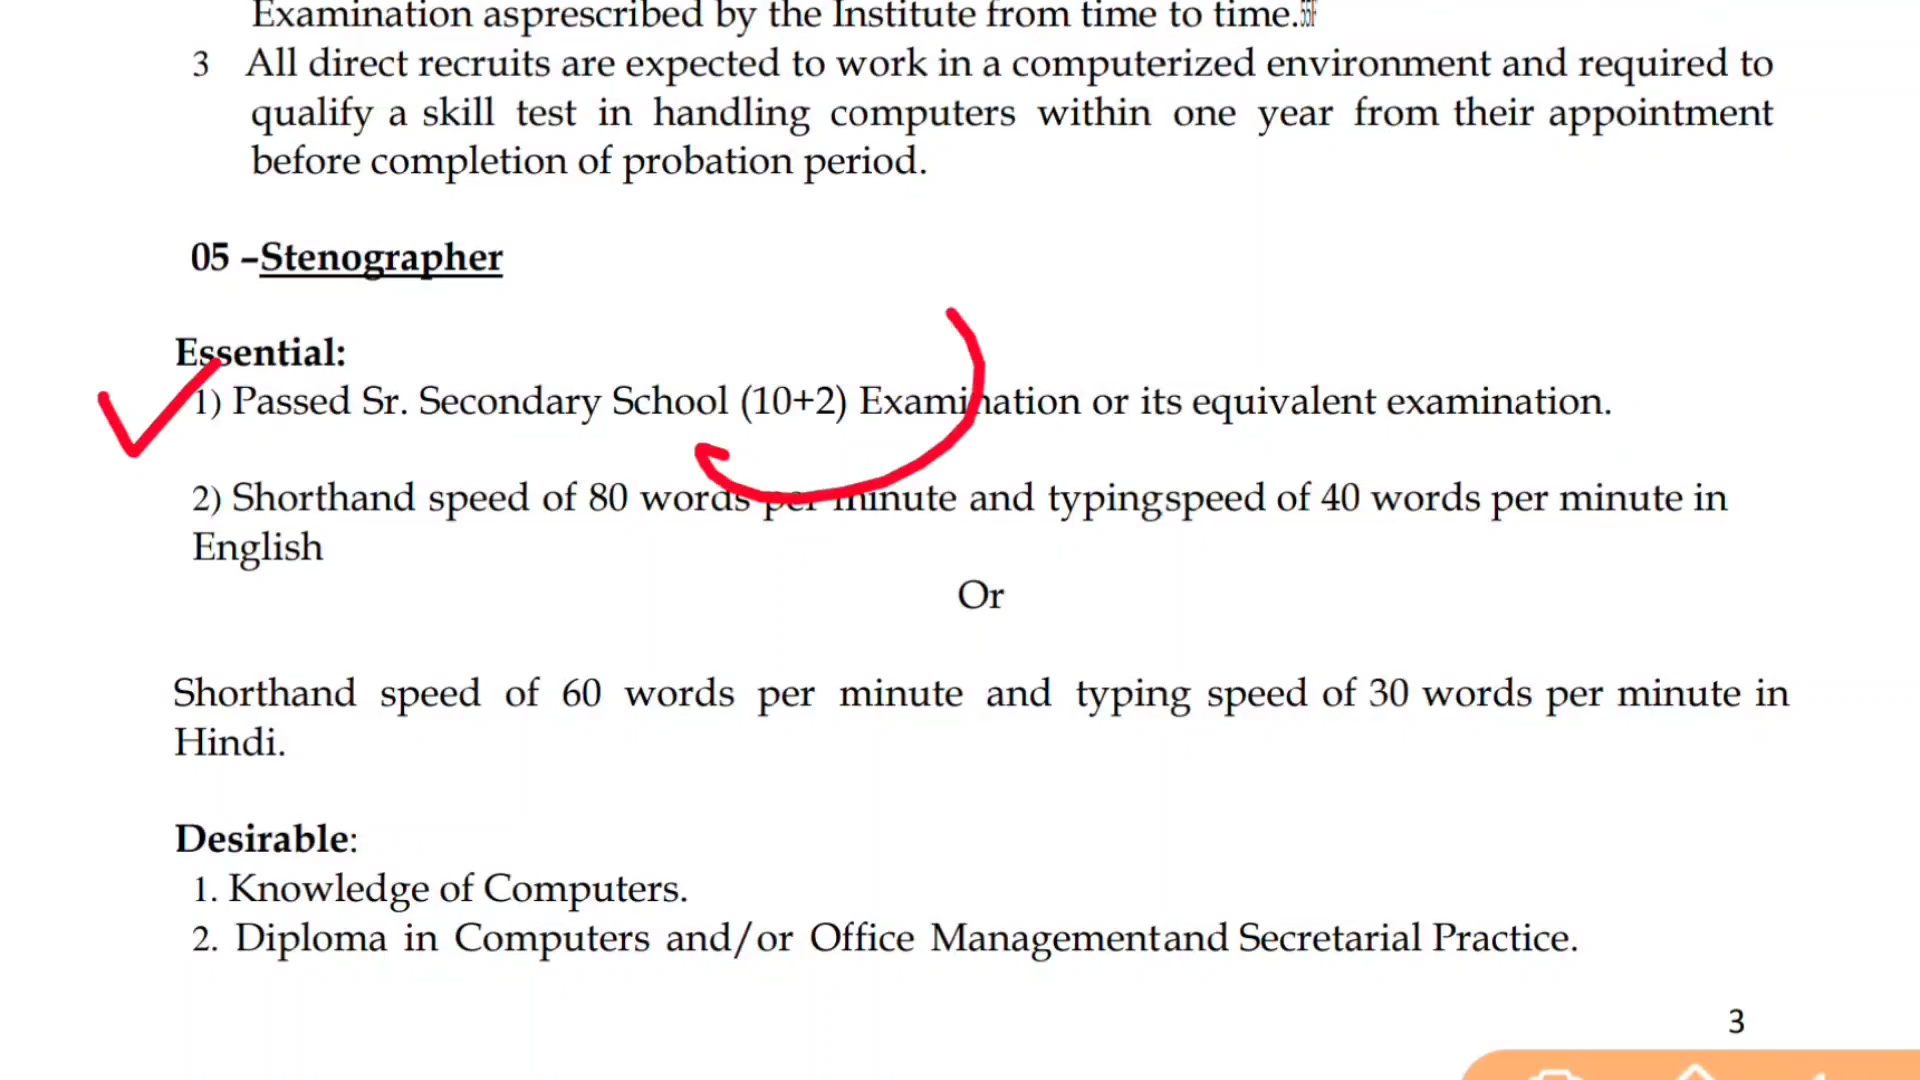 Examination asprescribed by the Institute from time to time.
3 All direct recruits are expected to work in a computerized environment and required to
qualify a skill test in handling computers within one year from their appointment
before completion of probation period.
05 –Stenographer
Essential:
1) Passed Sr. Secondary School (10+2) Examination or its equivalent examination.
2) Shorthand speed of 80 words per minute and typingspeed of 40 words per minute in
English
Or
Shorthand speed of 60 words per minute and typing speed of 30 words per minute in
Hindi.
Desirable:
1. Knowledge of Computers.
2. Diploma in Computers and/or Office Managementand Secretarial Practice.
3